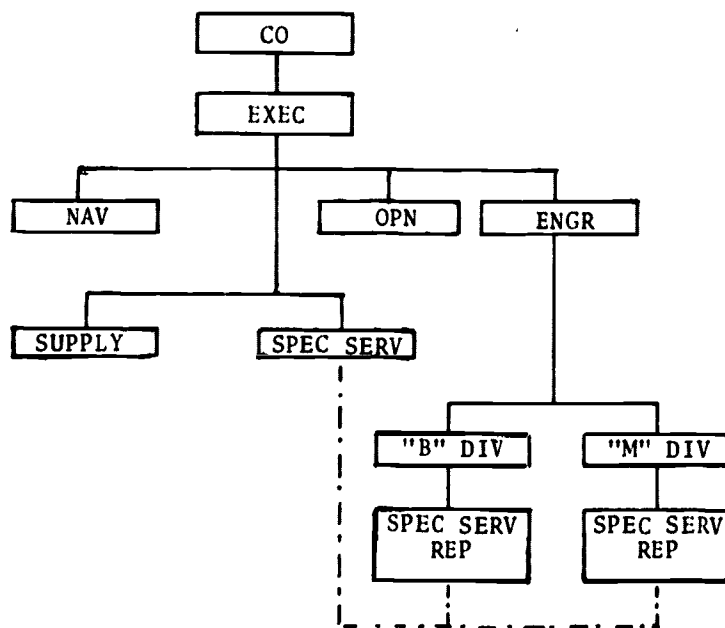 CO
EXEC
NAV
OPN
ENGR
SUPPLY
SPEC SERV
"B" DIV
"M" DIV
SPEC SERV
REP
SPEC SERV
REP